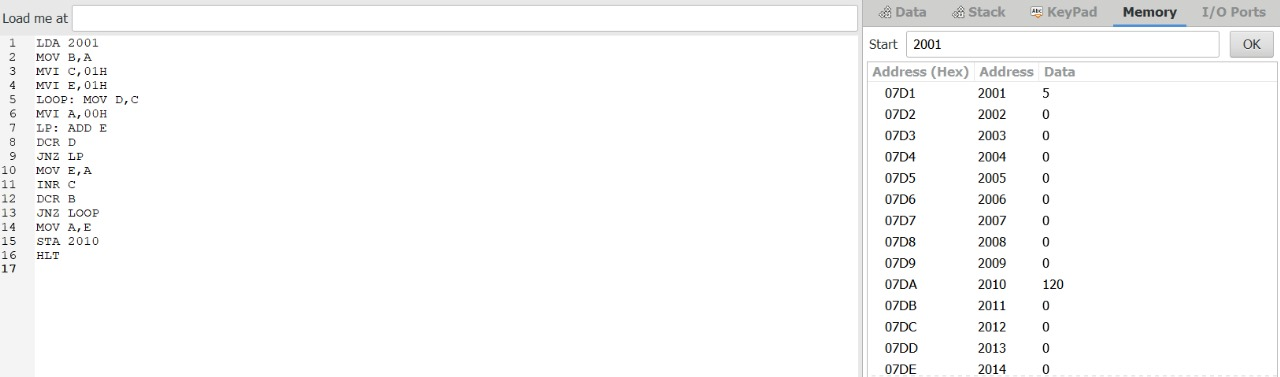 Load me at
1 LDA 2001
2 MOV B,A
3 MVI C,01H
4 MVI E,01H
5 LOOP: MOV D,C
6 MVI A,00H
7 LP: ADD E
8 DCR D
9 JNZ LP
10 MOV E,A
11 INR C
12 DCR B
13 JNZ LOOP
14 MOV A,E
15 STA 2010
16 HLT
17
Data Stack KeyPad Memory I/O Ports
Start 2001 OK
Address (Hex) Address Data
07D1 2001 5
07D2 2002 0
07D3 2003 0
07D4 2004 0
07D5 2005 0
07D6 2006 0
07D7 2007 0
07D8 2008 0
07D9 2009 0
07DA 2010 120
07DB 2011 0
07DC 2012 0
07DD 2013 0
07DE 2014 0